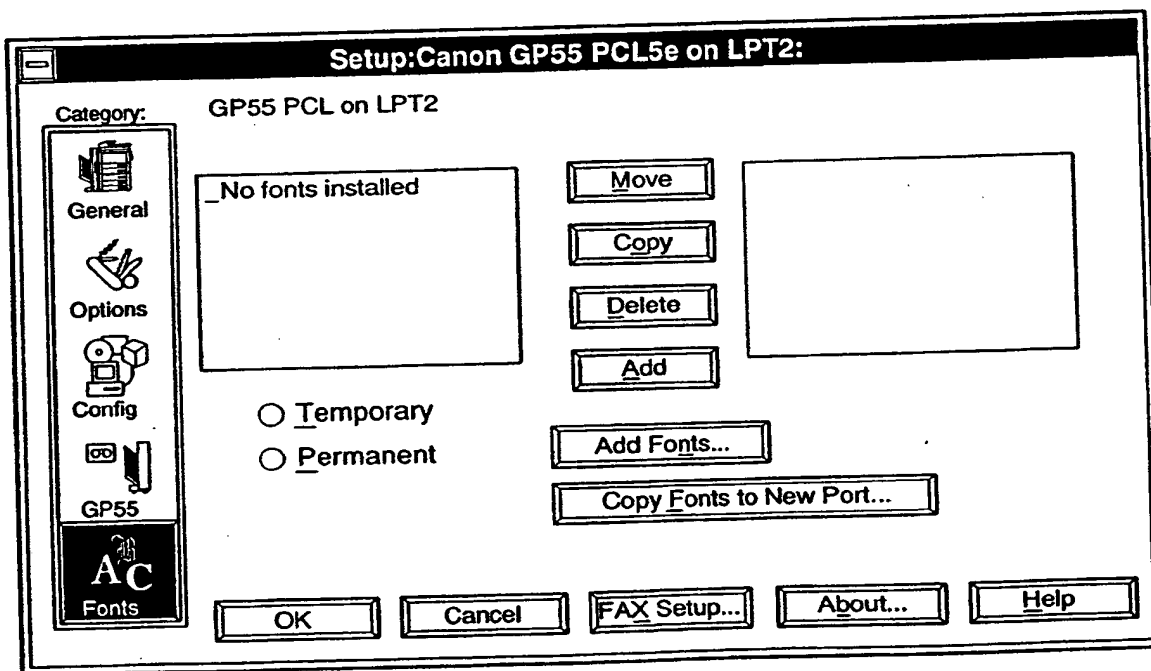 Setup:Canon GP55 PCL5e on LPT2:
Category:
GP55 PCL on LPT2
General
Options
Config
GP55
ABC
Fonts
_No fonts installed
Temporary
Permanent
Move
Copy
Delete
Add
Add Fonts...
Copy Fonts to New Port...
OK
Cancel
FAX Setup...
About...
Help